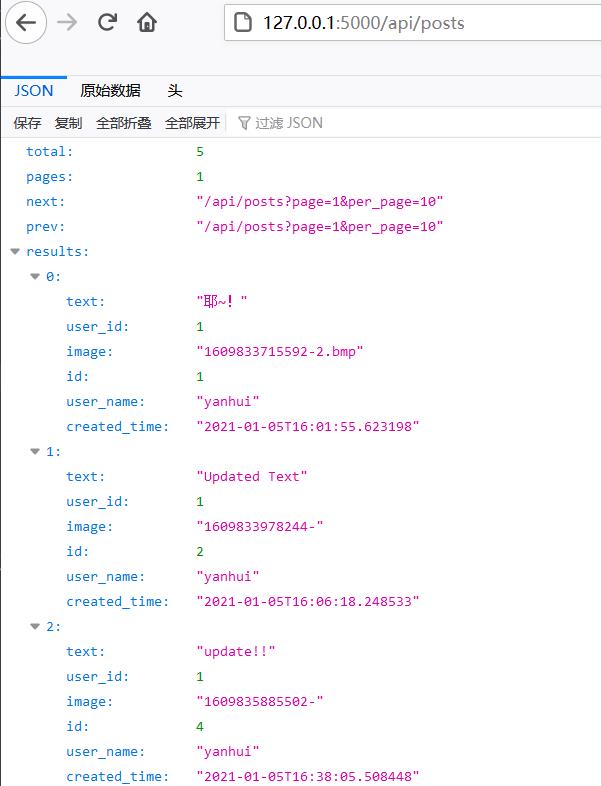 127.0.0.1:5000/api/posts
JSON 原始数据 头
保存 复制 全部折叠 全部展开 过滤 JSON
total: 5
pages: 1
next: "/api/posts?page=1&per_page=10"
prev: "/api/posts?page=1&per_page=10"
results:
0:
text: "耶~！"
user_id: 1
image: "1609833715592-2.bmp"
id: 1
user_name: "yanhui"
created_time: "2021-01-05T16:01:55.623198"
1:
text: "Updated Text"
user_id: 1
image: "1609833978244-"
id: 2
user_name: "yanhui"
created_time: "2021-01-05T16:06:18.248533"
2:
text: "update!!"
user_id: 1
image: "1609835885502-"
id: 4
user_name: "yanhui"
created_time: "2021-01-05T16:38:05.508448"